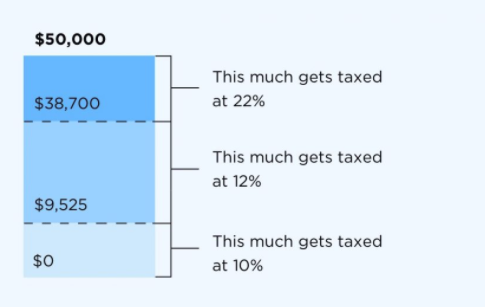 $50,000
This much gets taxed
at 22%
$38,700
This much gets taxed
at 12%
$9,525
This much gets taxed
at 10%
$0